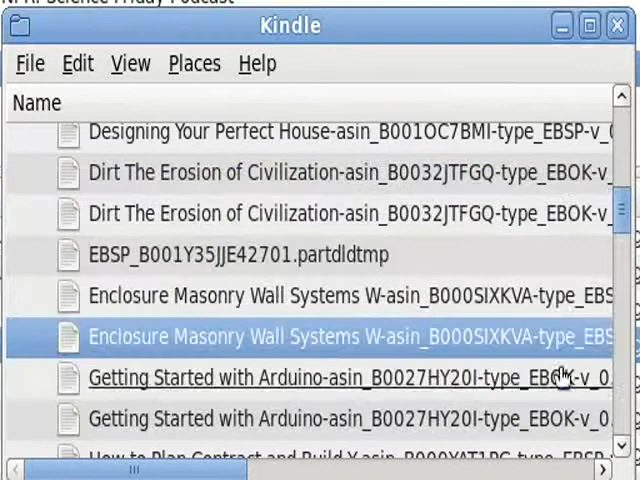 Kindle
File Edit View Places Help
Name
Designing Your Perfect House-asin_B001OC7BMI-type_EBSP-v_
Dirt The Erosion of Civilization-asin_B0032JTFGQ-type_EBOK-v_
Dirt The Erosion of Civilization-asin_B0032JTFGQ-type_EBOK-v_
EBSP_B001Y35JJE42701.partdldtmp
Enclosure Masonry Wall Systems W-asin_B000SIXKVA-type_EBS
Enclosure Masonry Wall Systems W-asin_B000SIXKVA-type_EBS
Getting Started with Arduino-asin_B0027HY20I-type_EBOK-v_0.
Getting Started with Arduino-asin_B0027HY20I-type_EBOK-v_0.